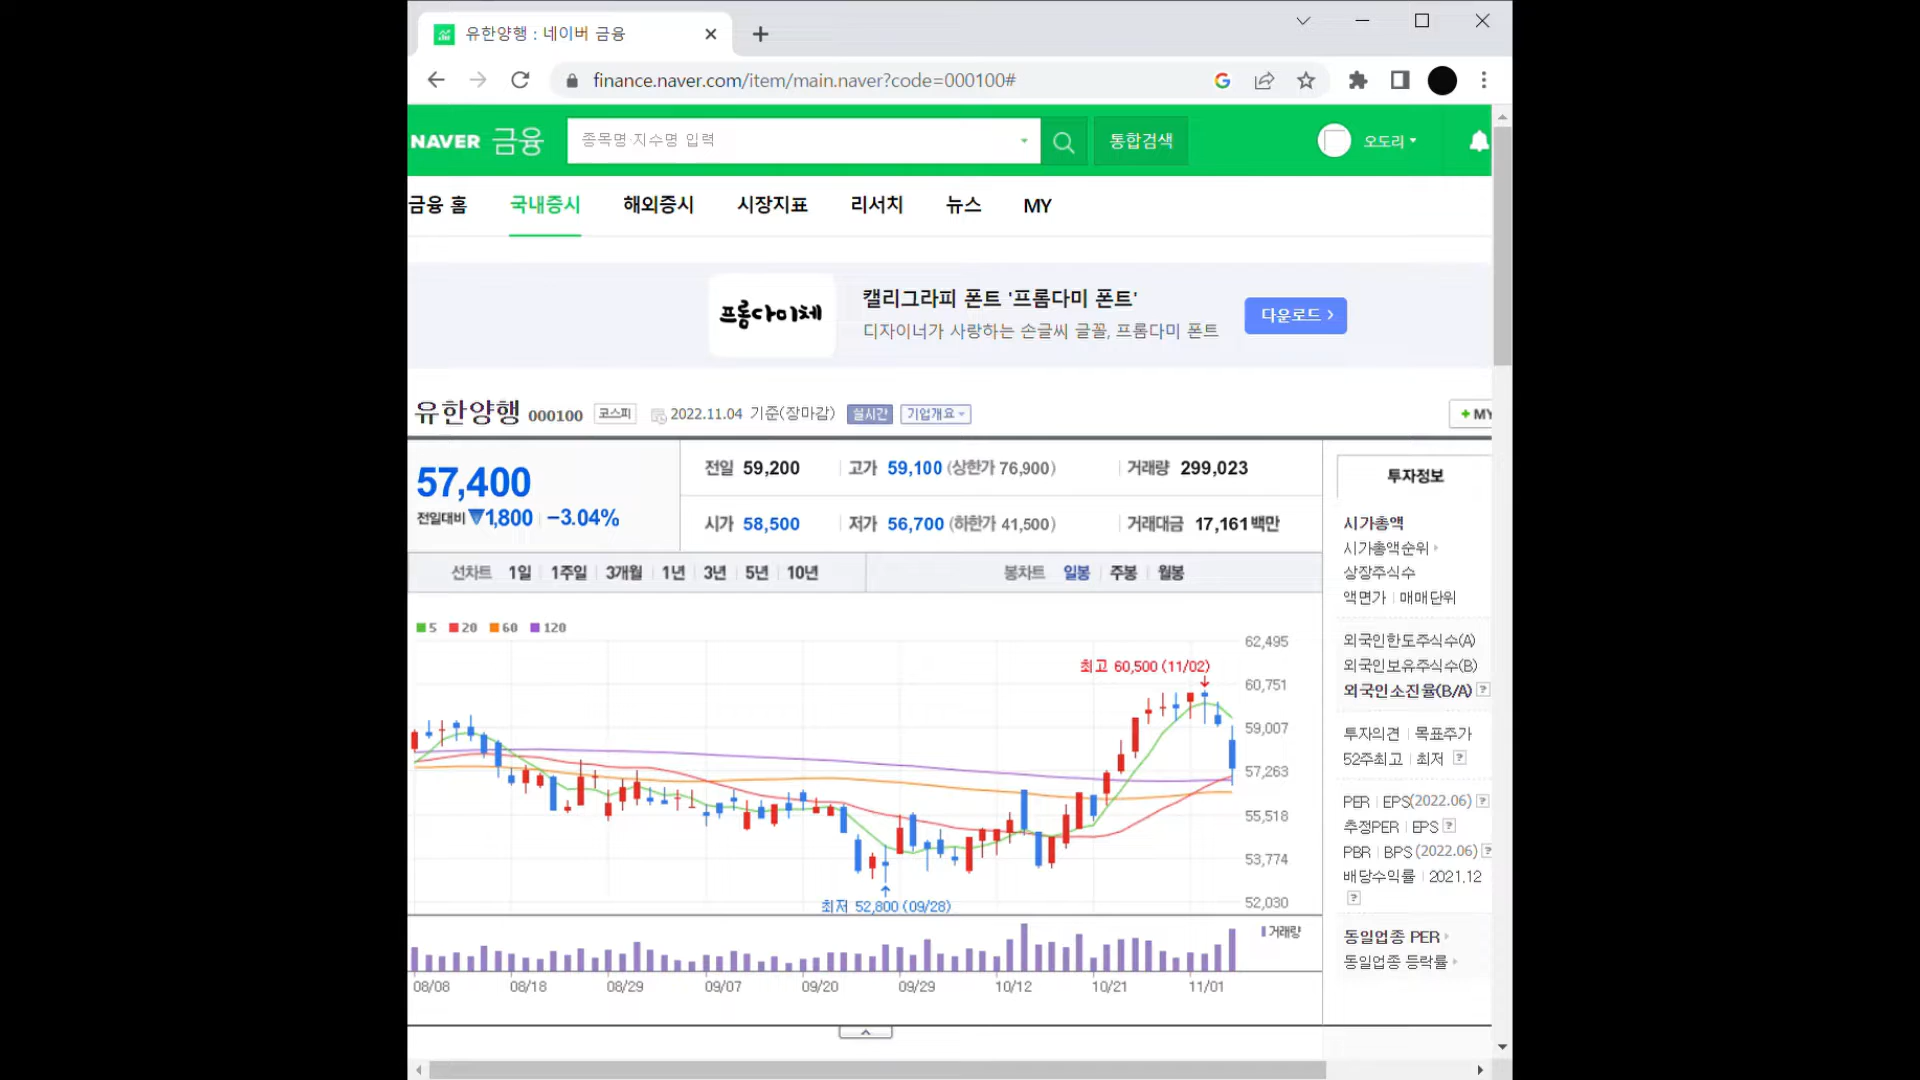 유한양행 : 네이버 금융
finance.naver.com/item/main.naver?code=000100#
NAVER 금융
종목명·지수명 입력
통합검색
오도리
금융 홈 국내증시 해외증시 시장지표 리서치 뉴스 MY
프롬다미체
캘리그라피 폰트 '프롬다미 폰트'
디자이너가 사랑하는 손글씨 글꼴, 프롬다미 폰트
다운로드
유한양행 000100 코스피 2022.11.04 기준(장마감) 실시간 기업개요
+ MY
57,400
전일대비 ▼1,800 −3.04%
전일 59,200 고가 59,100 (상한가 76,900) 거래량 299,023
시가 58,500 저가 56,700 (하한가 41,500) 거래대금 17,161백만
선차트 1일 1주일 3개월 1년 3년 5년 10년
봉차트 일봉 주봉 월봉
5 20 60 120
62,495
최고 60,500 (11/02)
60,751
59,007
57,263
55,518
53,774
52,030
최저 52,800 (09/28)
거래량
08/08 08/18 08/29 09/07 09/20 09/29 10/12 10/21 11/01
투자정보
시가총액
시가총액순위
상장주식수
액면가 매매단위
외국인한도주식수(A)
외국인보유주식수(B)
외국인소진율(B/A) ?
투자의견 목표주가
52주최고 최저 ?
PER EPS(2022.06) ?
추정PER EPS ?
PBR BPS (2022.06) ?
배당수익률 2021.12
?
동일업종 PER
동일업종 등락률